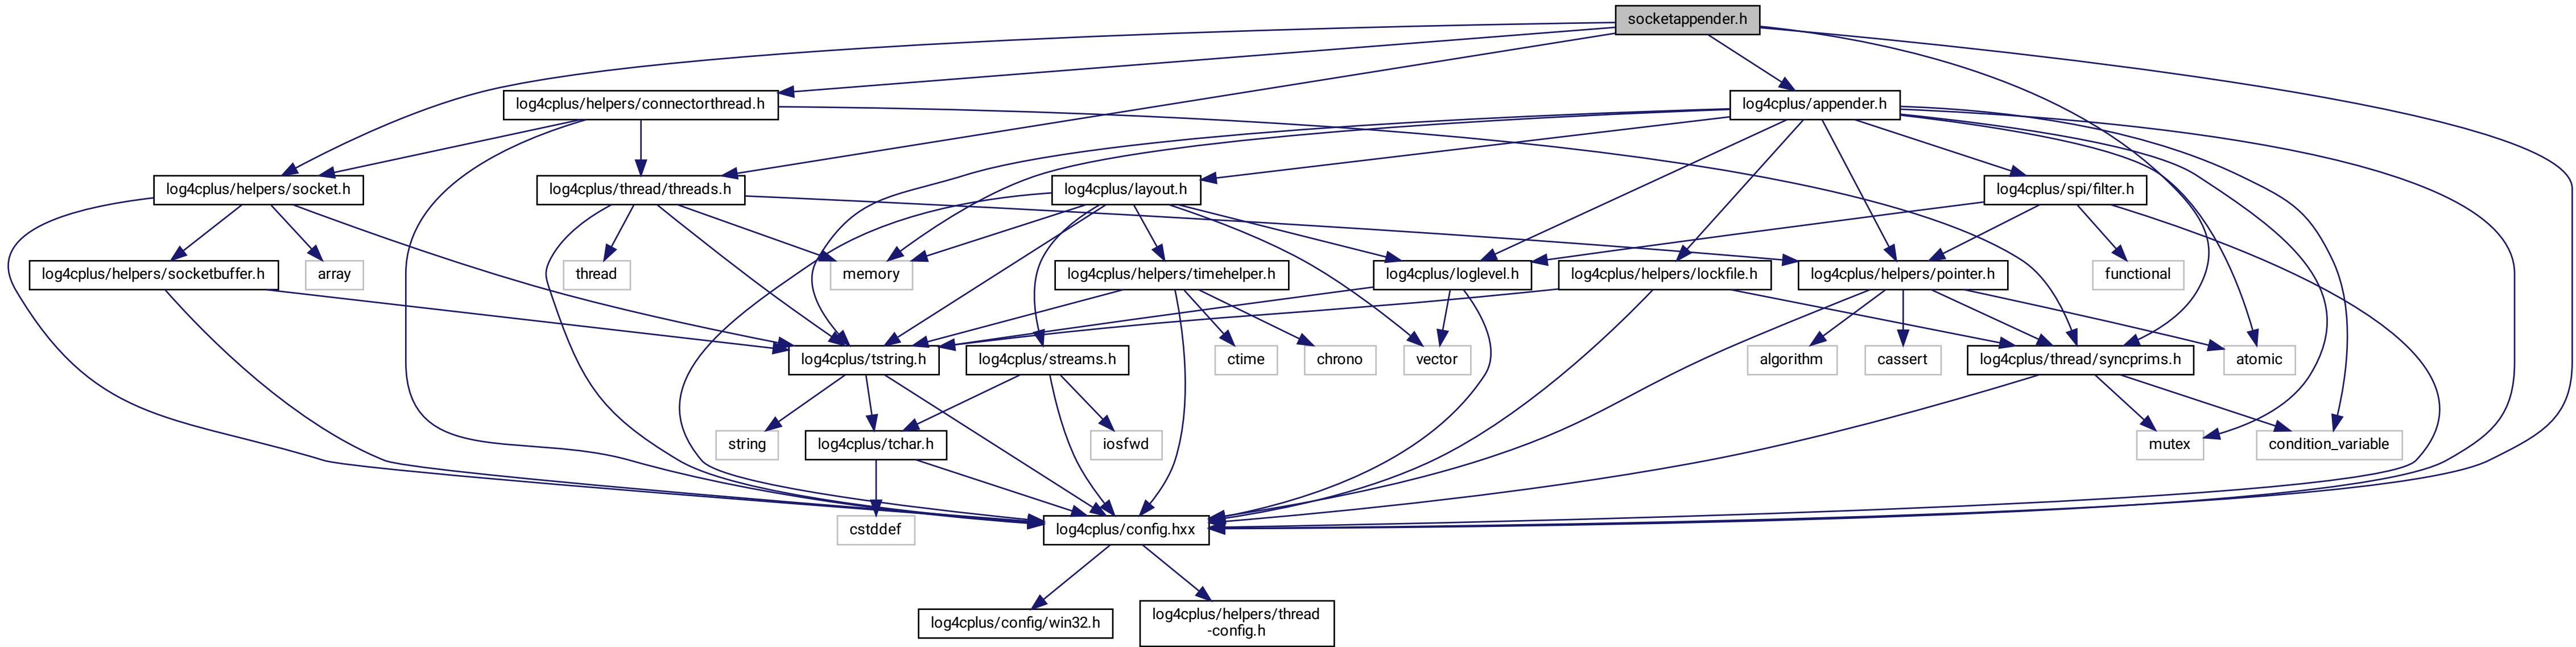 socketappender.h
log4cplus/helpers/connectorthread.h
log4cplus/appender.h
log4cplus/helpers/socket.h
log4cplus/thread/threads.h
log4cplus/layout.h
log4cplus/spi/filter.h
log4cplus/helpers/socketbuffer.h
array
thread
memory
log4cplus/helpers/timehelper.h
log4cplus/loglevel.h
log4cplus/helpers/lockfile.h
log4cplus/helpers/pointer.h
functional
log4cplus/tstring.h
log4cplus/streams.h
ctime
chrono
vector
algorithm
cassert
log4cplus/thread/syncprims.h
atomic
string
log4cplus/tchar.h
iosfwd
mutex
condition_variable
cstddef
log4cplus/config.hxx
log4cplus/config/win32.h
log4cplus/helpers/thread
-config.h